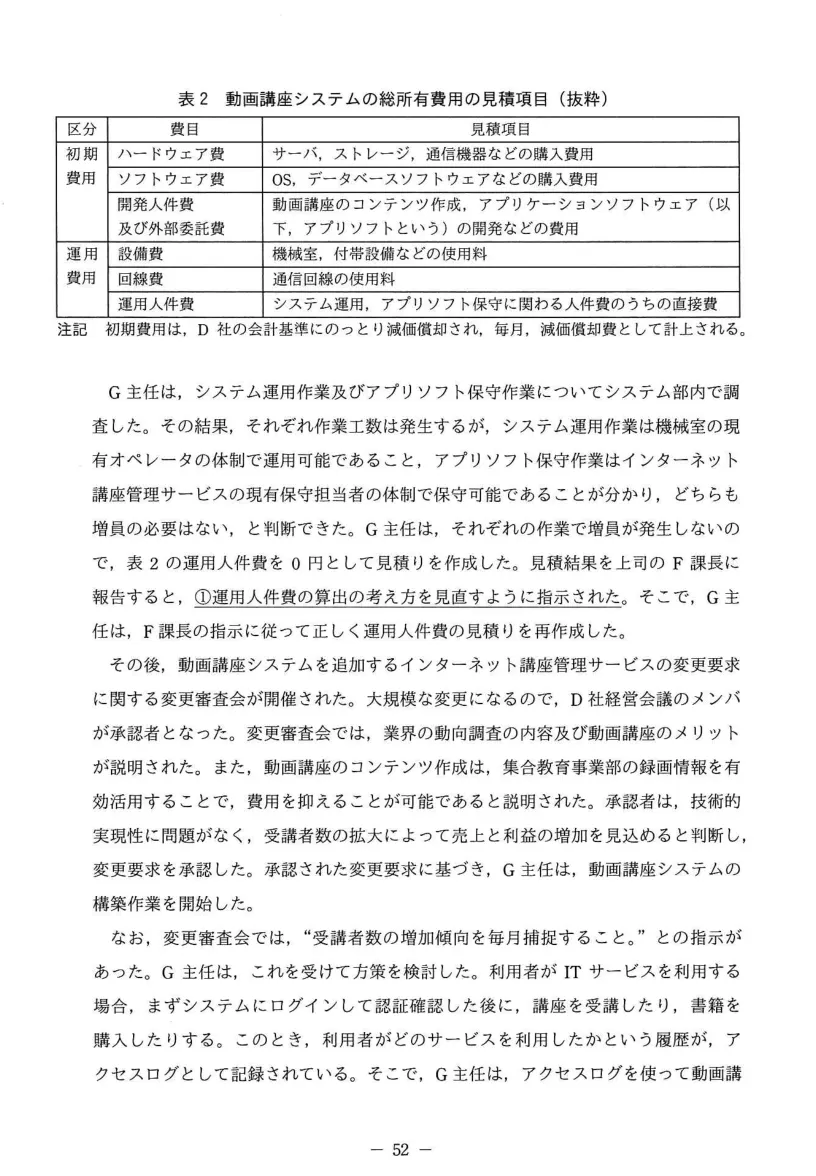 表2 動画講座システムの総所有費用の見積項目（抜粋）
区分 費目 見積項目
初期 ハードウェア費 サーバ，ストレージ，通信機器などの購入費用
費用 ソフトウェア費 OS，データベースソフトウェアなどの購入費用
開発人件費 動画講座のコンテンツ作成，アプリケーションソフトウェア（以
及び外部委託費 下，アプリソフトという）の開発などの費用
運用 設備費 機械室，付帯設備などの使用料
費用 回線費 通信回線の使用料
運用人件費 システム運用，アプリソフト保守に関わる人件費のうちの直接費
注記 初期費用は，D 社の会計基準にのっとり減価償却され，毎月，減価償却費として計上される。
G 主任は，システム運用作業及びアプリソフト保守作業についてシステム部内で調
査した。その結果，それぞれ作業工数は発生するが，システム運用作業は機械室の現
有オペレータの体制で運用可能であること，アプリソフト保守作業はインターネット
講座管理サービスの現有保守担当者の体制で保守可能であることが分かり，どちらも
増員の必要はない，と判断できた。G 主任は，それぞれの作業で増員が発生しないの
で，表 2 の運用人件費を 0 円として見積りを作成した。見積結果を上司の F 課長に
報告すると，①運用人件費の算出の考え方を見直すように指示された。そこで，G 主
任は，F 課長の指示に従って正しく運用人件費の見積りを再作成した。
その後，動画講座システムを追加するインターネット講座管理サービスの変更要求
に関する変更審査会が開催された。大規模な変更になるので，D 社経営会議のメンバ
が承認者となった。変更審査会では，業界の動向調査の内容及び動画講座のメリット
が説明された。また，動画講座のコンテンツ作成は，集合教育事業部の録画情報を有
効活用することで，費用を抑えることが可能であると説明された。承認者は，技術的
実現性に問題がなく，受講者数の拡大によって売上と利益の増加を見込めると判断し，
変更要求を承認した。承認された変更要求に基づき，G 主任は，動画講座システムの
構築作業を開始した。
なお，変更審査会では，“受講者数の増加傾向を毎月捕捉すること。”との指示が
あった。G 主任は，これを受けて方策を検討した。利用者が IT サービスを利用する
場合，まずシステムにログインして認証確認した後に，講座を受講したり，書籍を
購入したりする。このとき，利用者がどのサービスを利用したかという履歴が，ア
クセスログとして記録されている。そこで，G 主任は，アクセスログを使って動画講
― 52 ―